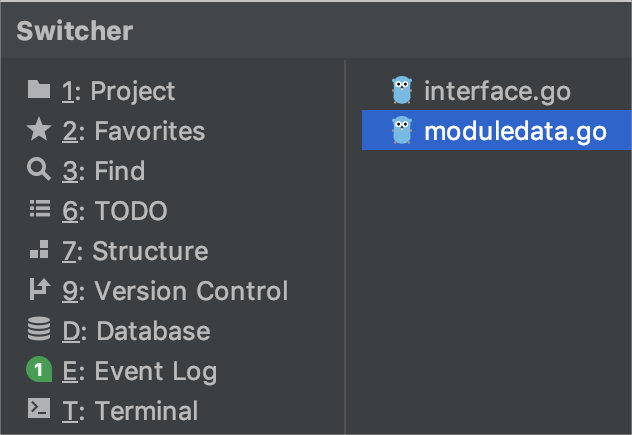 Switcher
1: Project
2: Favorites
3: Find
6: TODO
7: Structure
9: Version Control
D: Database
1 E: Event Log
T: Terminal
interface.go
moduledata.go